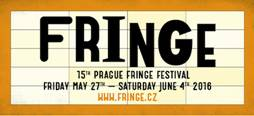 FRINGE
15TH PRAGUE FRINGE FESTIVAL
FRIDAY MAY 27TH — SATURDAY JUNE 4TH 2016
WWW.FRINGE.CZ